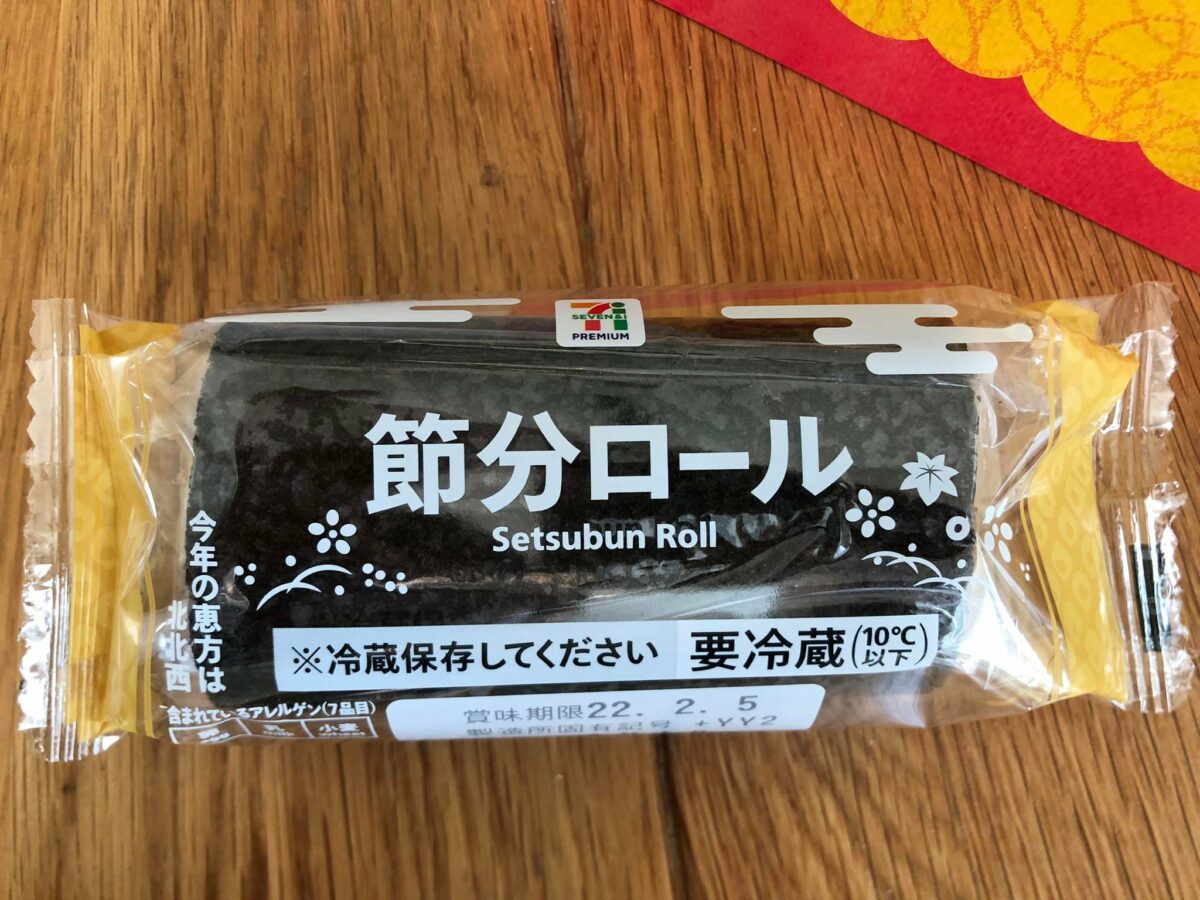 SEVEN&i
PREMIUM
節分ロール
Setsubun Roll
今年の恵方は
北北西
※冷蔵保存してください
要冷蔵(10℃以下)
含まれているアレルゲン(7品目)
卵
小麦
賞味期限22. 2. 5
製造所固有記号 +YY2